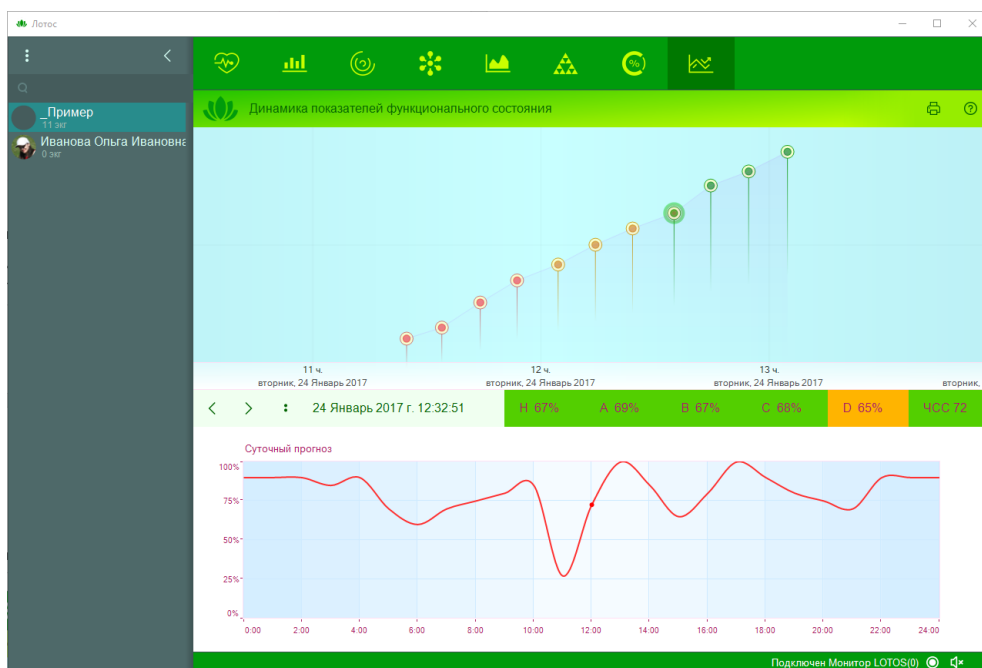 Лотос
_Пример
11 экг
Иванова Ольга Ивановна
0 экг
%
Динамика показателей функционального состояния
11 ч.
вторник, 24 Январь 2017
12 ч.
вторник, 24 Январь 2017
13 ч.
вторник, 24 Январь 2017
вторник,
24 Январь 2017 г. 12:32:51
H 67%
A 69%
B 67%
C 68%
D 65%
ЧСС 72
Суточный прогноз
100%
75%
50%
25%
0%
0:00 2:00 4:00 6:00 8:00 10:00 12:00 14:00 16:00 18:00 20:00 22:00 24:00
Подключен Монитор LOTOS(0)